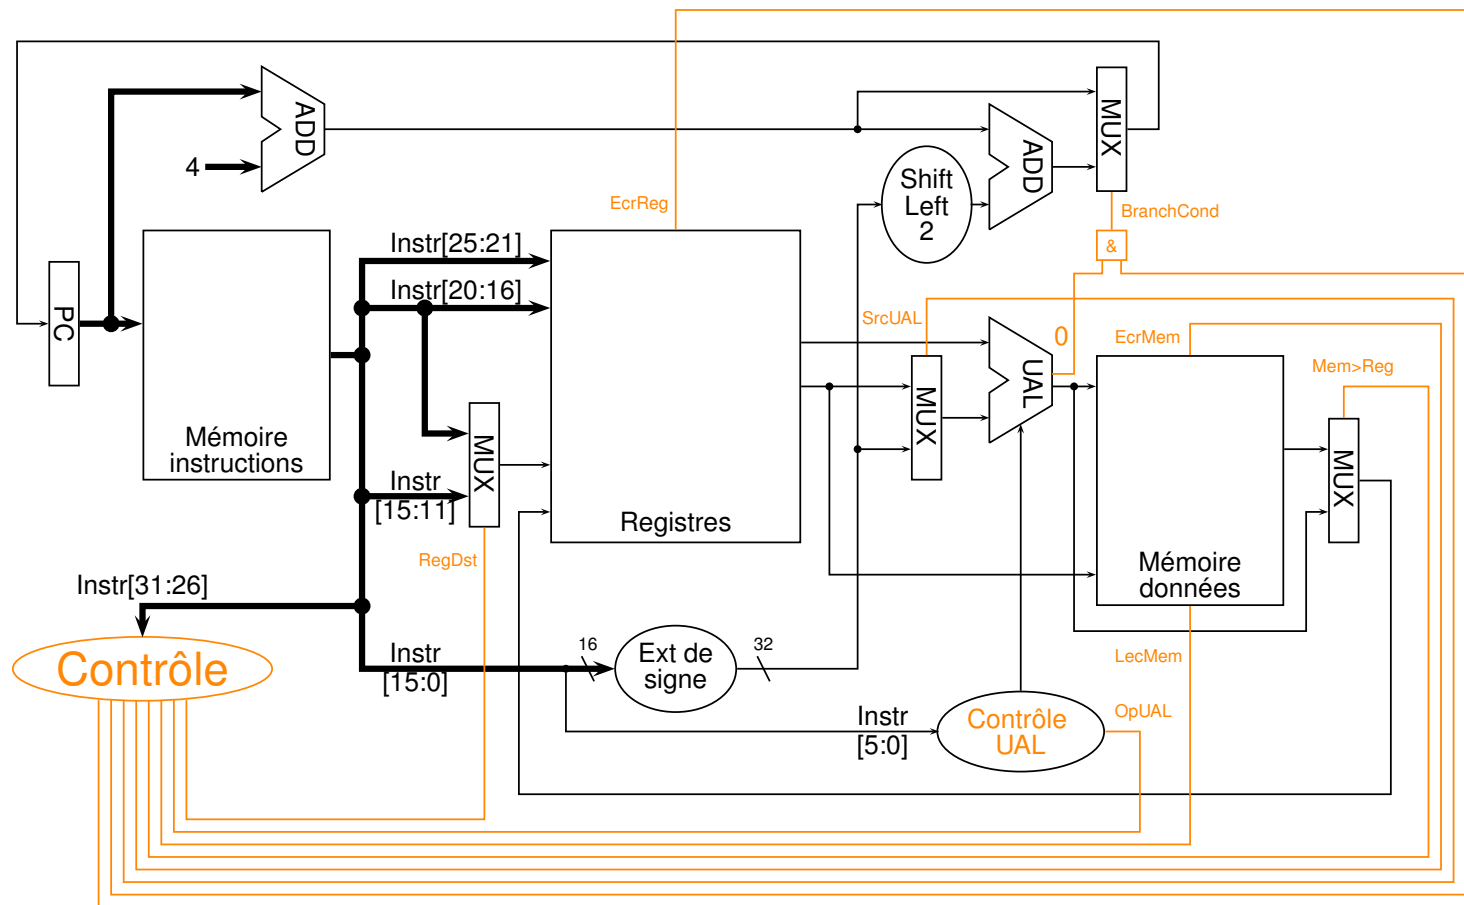 EcrReg
ADD
4
MUX
ADD
Shift
Left
2
BranchCond
&
Instr[25:21]
Instr[20:16]
PC
SrcUAL
0
EcrMem
Mem>Reg
UAL
MUX
Mémoire
instructions
MUX
Instr
[15:11]
Registres
MUX
RegDst
Mémoire
données
Instr[31:26]
Contrôle
Instr
[15:0]
16
Ext de
signe
32
LecMem
Instr
[5:0]
Contrôle
UAL
OpUAL